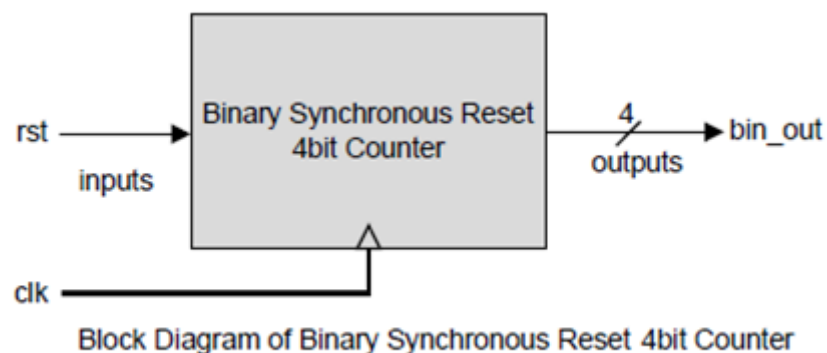 Binary Synchronous Reset
4bit Counter
rst
inputs
4
outputs
bin_out
clk
Block Diagram of Binary Synchronous Reset 4bit Counter